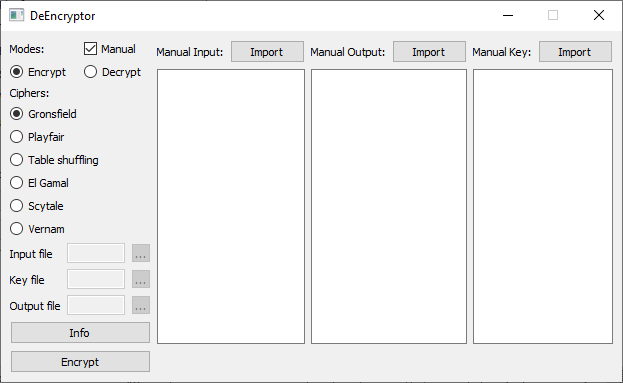 DeEncryptor
Modes: Manual
Encrypt Decrypt
Ciphers:
Gronsfield
Playfair
Table shuffling
El Gamal
Scytale
Vernam
Input file ...
Key file ...
Output file ...
Info
Encrypt
Manual Input: Import
Manual Output: Import
Manual Key: Import